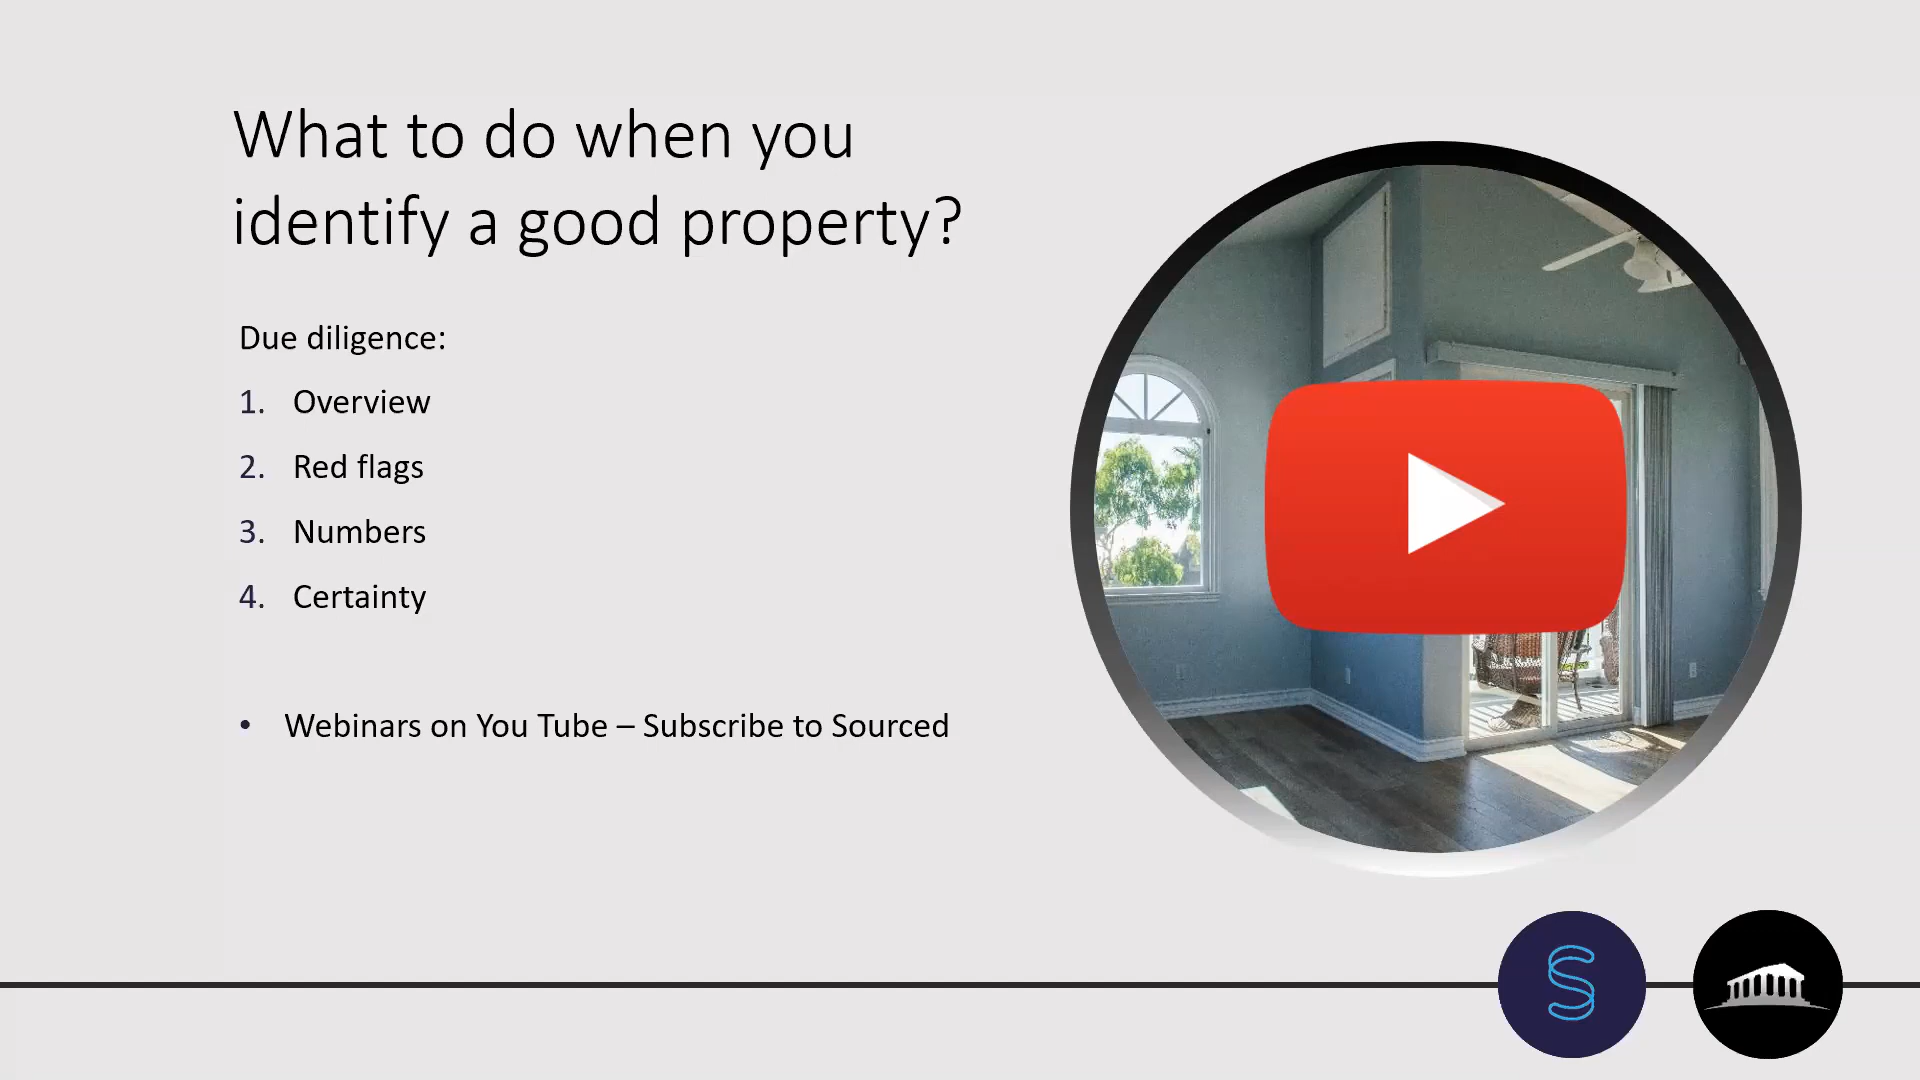 What to do when you
identify a good property?
Due diligence:
1. Overview
2. Red flags
3. Numbers
4. Certainty
• Webinars on You Tube – Subscribe to Sourced